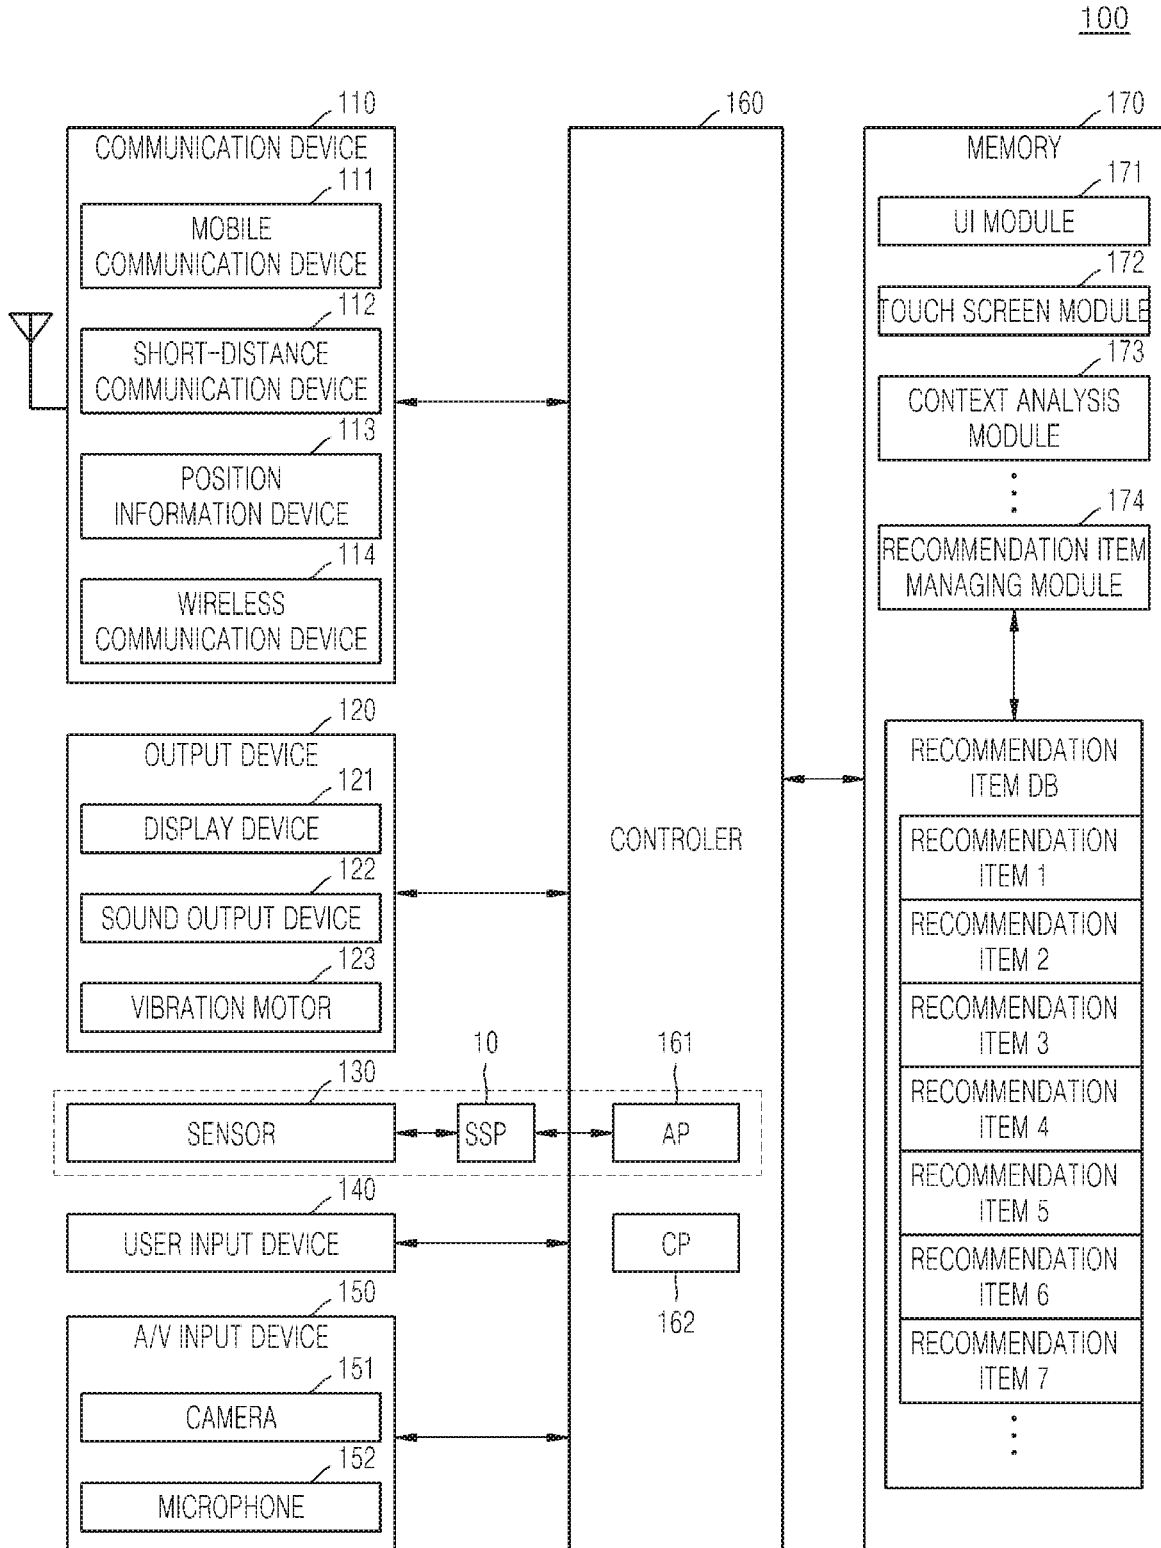 100
110
COMMUNICATION DEVICE
111
MOBILE
COMMUNICATION DEVICE
112
SHORT-DISTANCE
COMMUNICATION DEVICE
113
POSITION
INFORMATION DEVICE
114
WIRELESS
COMMUNICATION DEVICE
120
OUTPUT DEVICE
121
DISPLAY DEVICE
122
SOUND OUTPUT DEVICE
123
VIBRATION MOTOR
130
SENSOR
10
SSP
161
AP
140
USER INPUT DEVICE
150
A/V INPUT DEVICE
151
CAMERA
152
MICROPHONE
160
CONTROLER
CP
162
170
MEMORY
171
UI MODULE
172
TOUCH SCREEN MODULE
173
CONTEXT ANALYSIS
MODULE
174
RECOMMENDATION ITEM
MANAGING MODULE
RECOMMENDATION
ITEM DB
RECOMMENDATION
ITEM 1
RECOMMENDATION
ITEM 2
RECOMMENDATION
ITEM 3
RECOMMENDATION
ITEM 4
RECOMMENDATION
ITEM 5
RECOMMENDATION
ITEM 6
RECOMMENDATION
ITEM 7